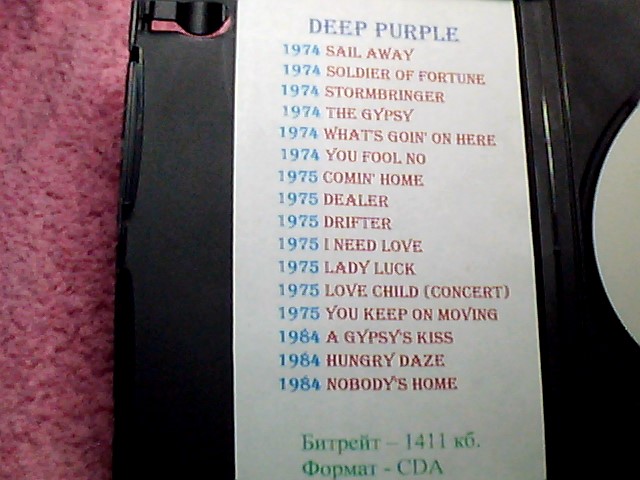 DEEP PURPLE
1974 SAIL AWAY
1974 SOLDIER OF FORTUNE
1974 STORMBRINGER
1974 THE GYPSY
1974 WHAT'S GOIN' ON HERE
1974 YOU FOOL NO
1975 COMIN' HOME
1975 DEALER
1975 DRIFTER
1975 I NEED LOVE
1975 LADY LUCK
1975 LOVE CHILD (CONCERT)
1975 YOU KEEP ON MOVING
1984 A GYPSY'S KISS
1984 HUNGRY DAZE
1984 NOBODY'S HOME
Битрейт – 1411 кб.
Формат - CDA